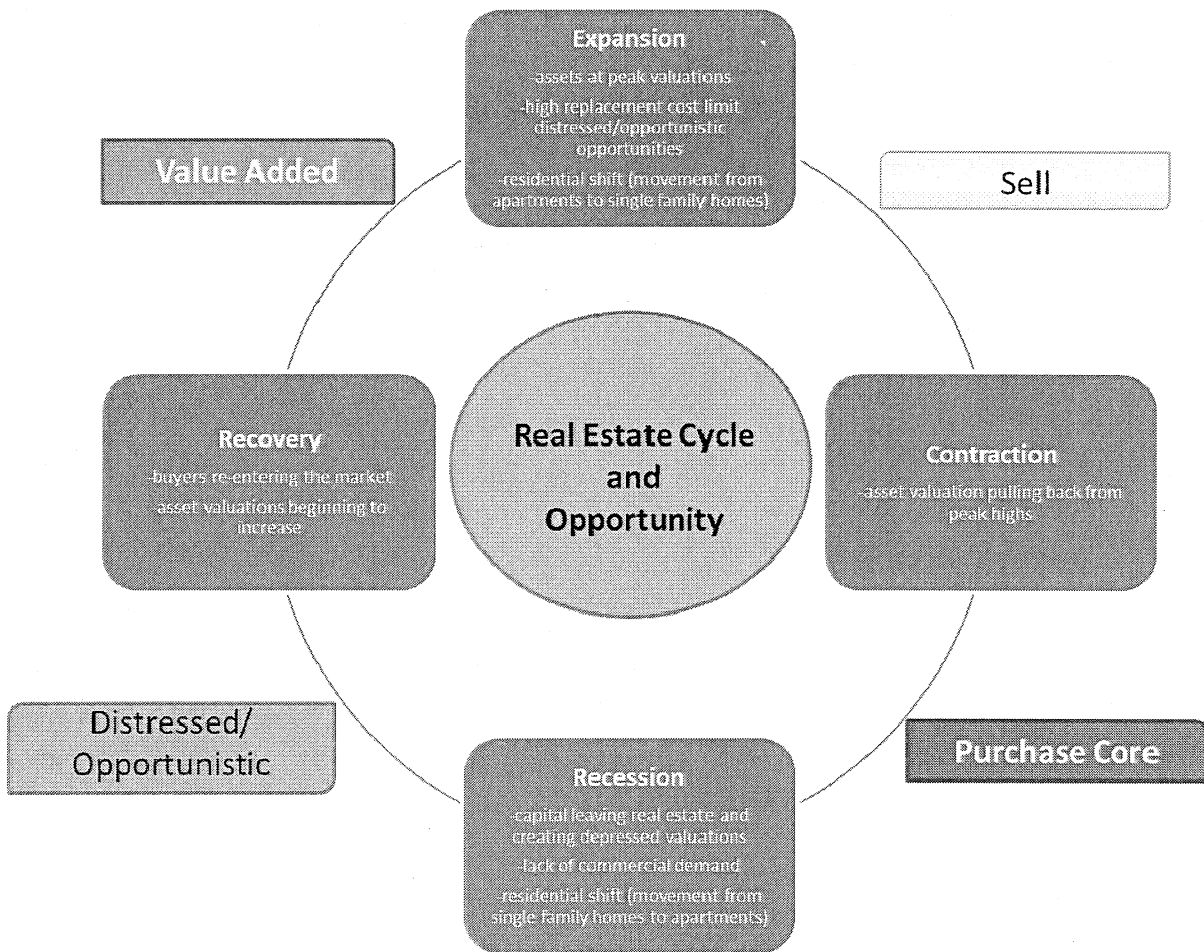 Expansion
-assets at peak valuations
-high replacement cost limit
distressed/opportunistic
opportunities
-residential shift (movement from
apartments to single family homes)
Value Added
Sell
Recovery
-buyers re-entering the market
-asset valuations beginning to
increase
Real Estate Cycle
and
Opportunity
Contraction
-asset valuation pulling back from
peak highs
Distressed/
Opportunistic
Purchase Core
Recession
-capital leaving real estate and
creating depressed valuations
-lack of commercial demand
-residential shift (movement from
single family homes to apartments)